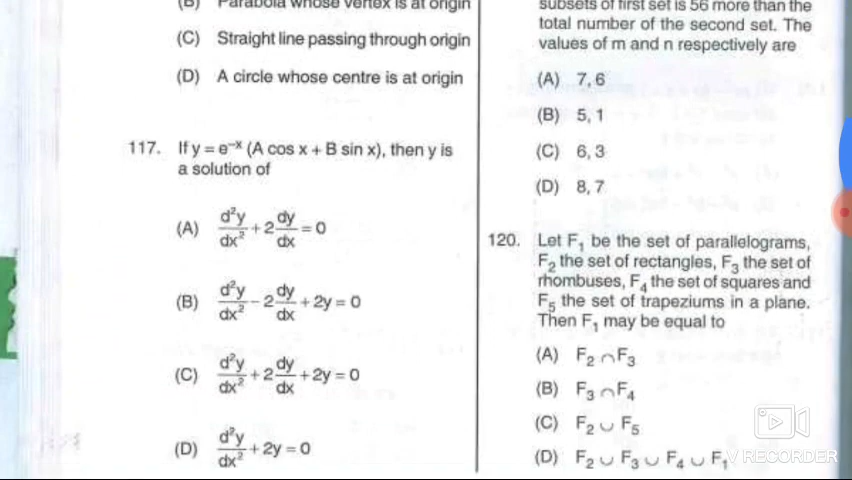 (B) Parabola whose vertex is at origin
(C) Straight line passing through origin
(D) A circle whose centre is at origin
117. If y = e⁻ˣ (A cos x + B sin x), then y is
a solution of
(A) d²y/dx² + 2 dy/dx = 0
(B) d²y/dx² − 2 dy/dx + 2y = 0
(C) d²y/dx² + 2 dy/dx + 2y = 0
(D) d²y/dx² + 2y = 0
subsets of first set is 56 more than the
total number of the second set. The
values of m and n respectively are
(A) 7, 6
(B) 5, 1
(C) 6, 3
(D) 8, 7
120. Let F₁ be the set of parallelograms,
F₂ the set of rectangles, F₃ the set of
rhombuses, F₄ the set of squares and
F₅ the set of trapeziums in a plane.
Then F₁ may be equal to
(A) F₂ ∩ F₃
(B) F₃ ∩ F₄
(C) F₂ ∪ F₅
(D) F₂ ∪ F₃ ∪ F₄ ∪ F₁
V RECORDER